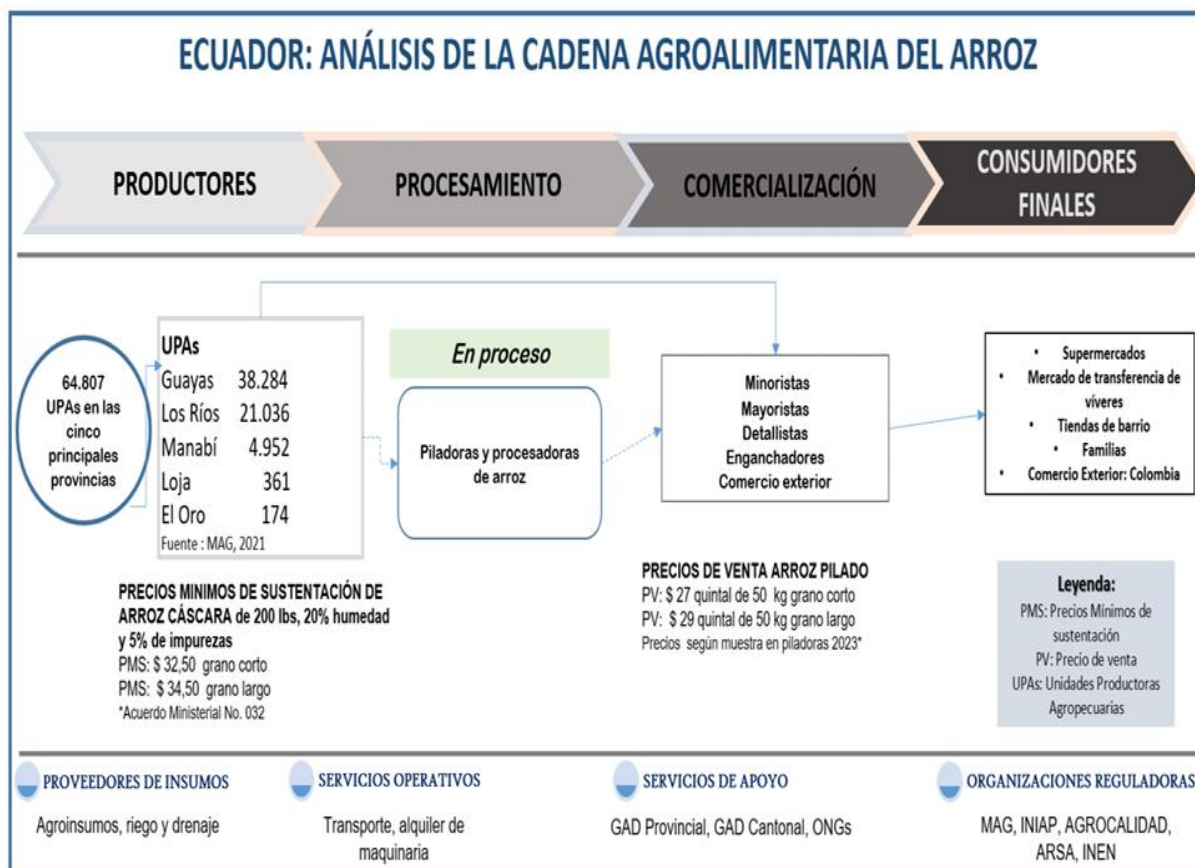 ECUADOR: ANÁLISIS DE LA CADENA AGROALIMENTARIA DEL ARROZ
PRODUCTORES
PROCESAMIENTO
COMERCIALIZACIÓN
CONSUMIDORES
FINALES
64.807
UPAs en las
cinco
principales
provincias
UPAs
Guayas 38.284
Los Ríos 21.036
Manabí 4.952
Loja 361
El Oro 174
Fuente : MAG, 2021
En proceso
Piladoras y procesadoras
de arroz
Minoristas
Mayoristas
Detallistas
Enganchadores
Comercio exterior
• Supermercados
• Mercado de transferencia de
víveres
• Tiendas de barrio
• Familias
• Comercio Exterior: Colombia
PRECIOS MINIMOS DE SUSTENTACIÓN DE
ARROZ CÁSCARA de 200 lbs, 20% humedad
y 5% de impurezas
PMS: $ 32,50 grano corto
PMS: $ 34,50 grano largo
*Acuerdo Ministerial No. 032
PRECIOS DE VENTA ARROZ PILADO
PV: $ 27 quintal de 50 kg grano corto
PV: $ 29 quintal de 50 kg grano largo
Precios según muestra en piladoras 2023*
Leyenda:
PMS: Precios Mínimos de
sustentación
PV: Precio de venta
UPAs: Unidades Productoras
Agropecuarias
PROVEEDORES DE INSUMOS
Agroinsumos, riego y drenaje
SERVICIOS OPERATIVOS
Transporte, alquiler de
maquinaria
SERVICIOS DE APOYO
GAD Provincial, GAD Cantonal, ONGs
ORGANIZACIONES REGULADORAS
MAG, INIAP, AGROCALIDAD,
ARSA, INEN